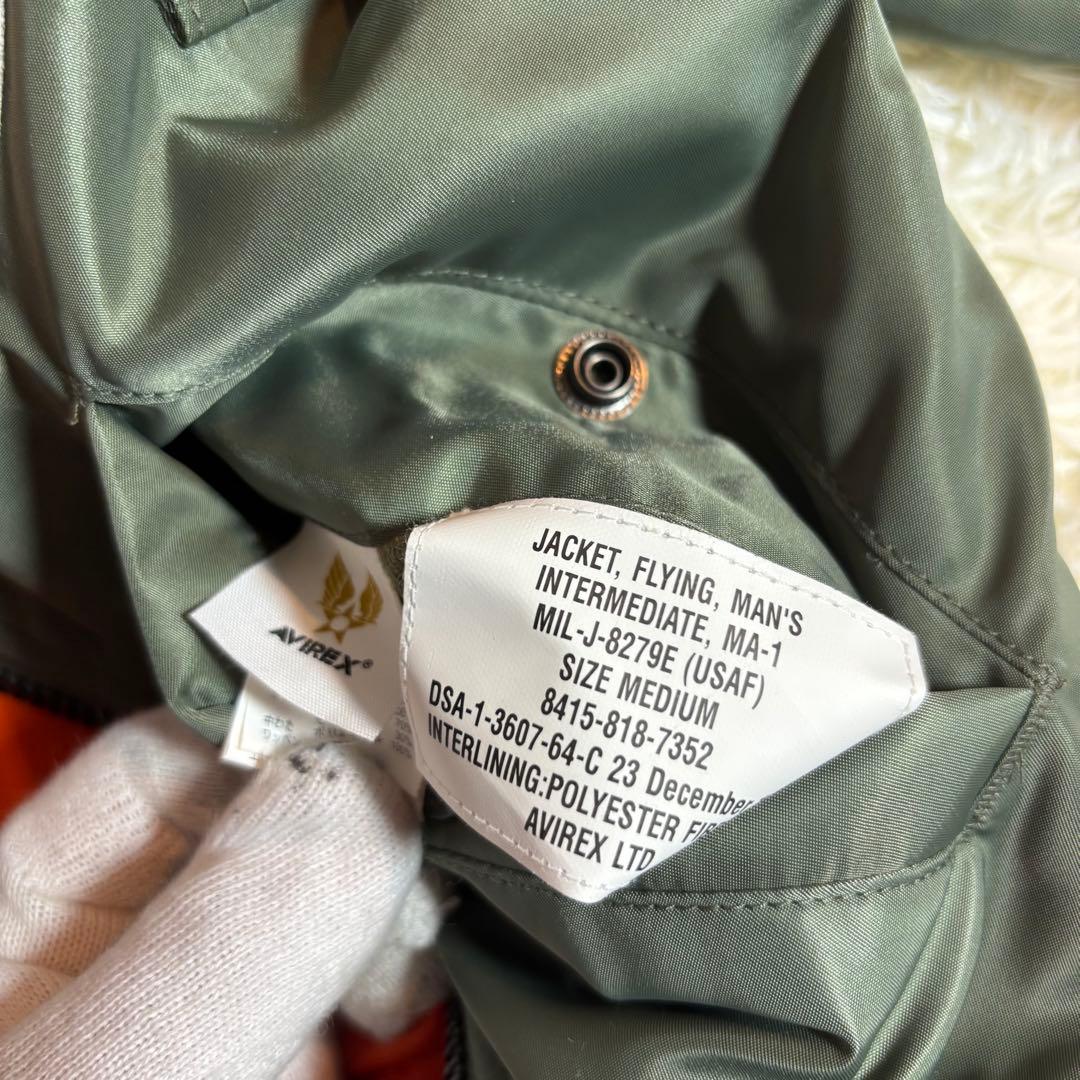 JACKET, FLYING, MAN'S
INTERMEDIATE, MA-1
MIL-J-8279E (USAF)
SIZE MEDIUM
8415-818-7352
DSA-1-3607-64-C 23 December
INTERLINING:POLYESTER
AVIREX LTD
AVIREX®